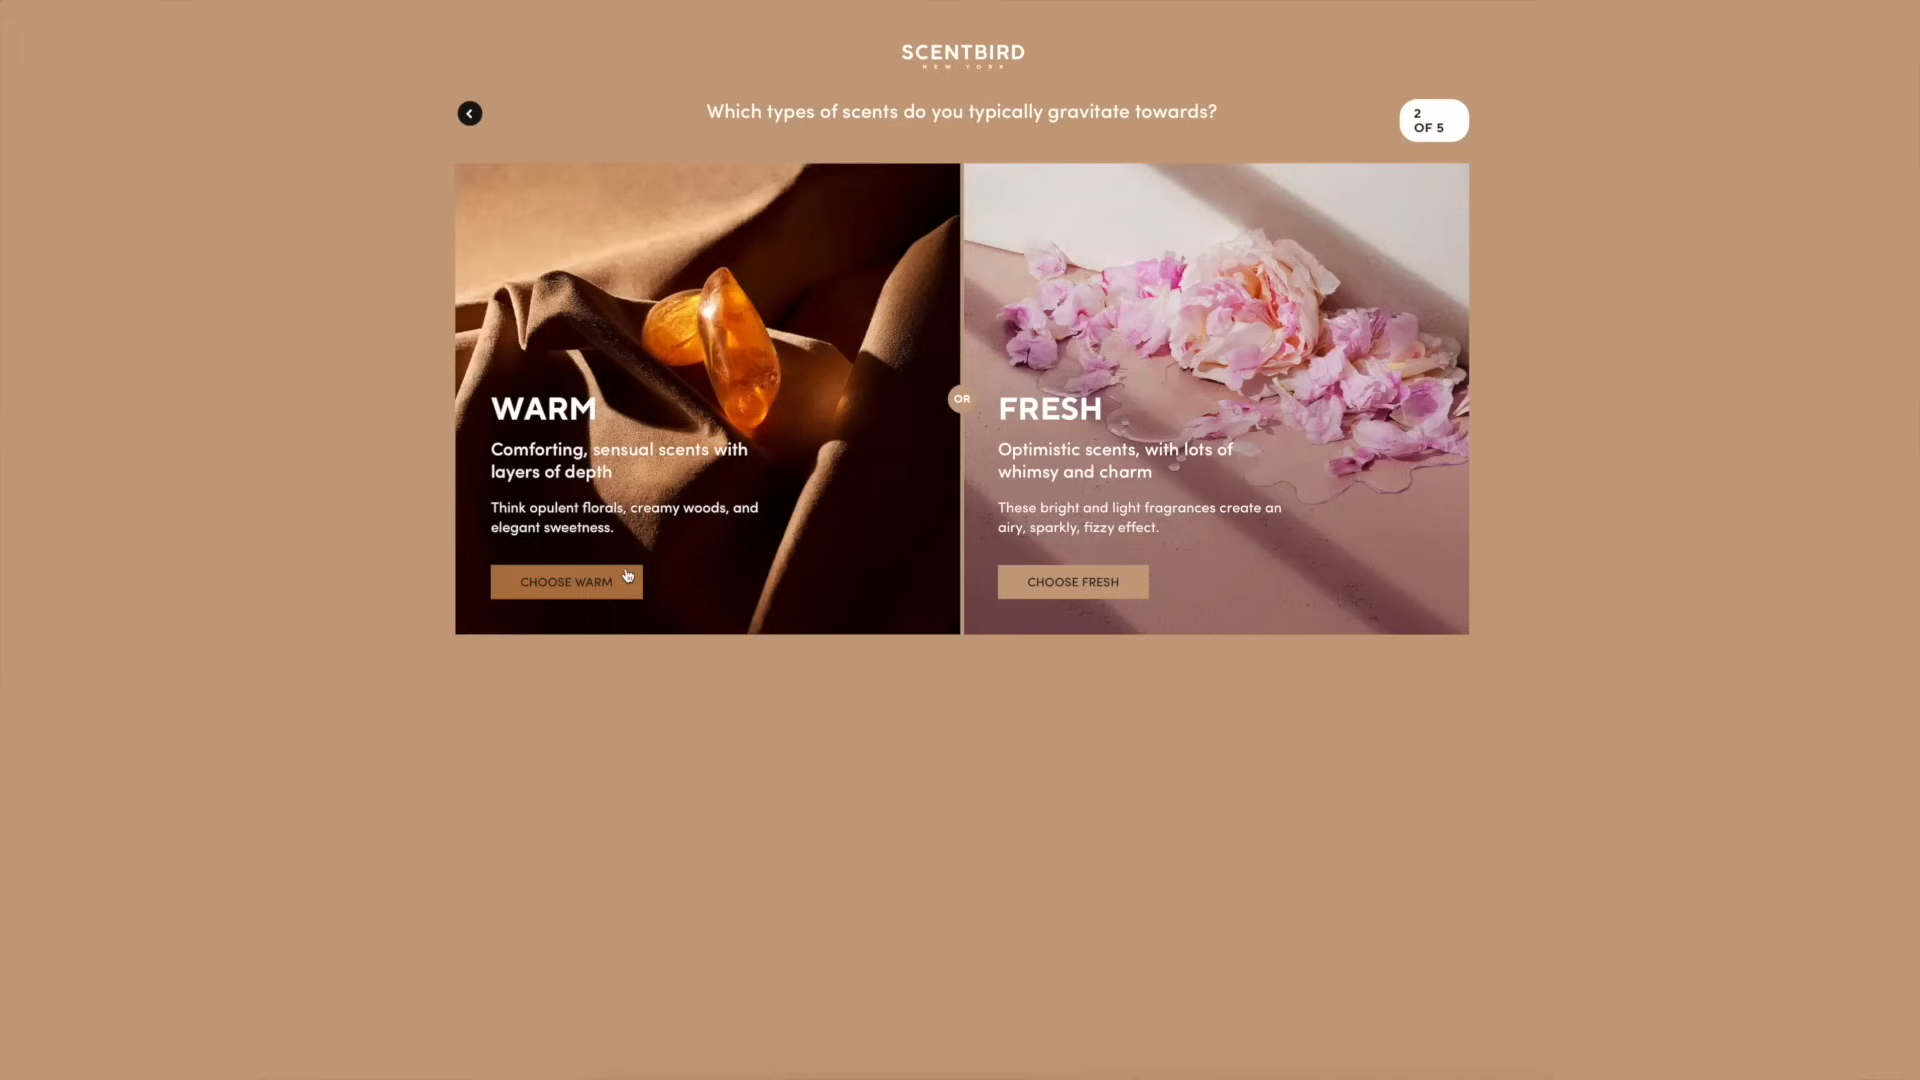 SCENTBIRD
NEW YORK
Which types of scents do you typically gravitate towards?
2
OF 5
WARM
Comforting, sensual scents with
layers of depth
Think opulent florals, creamy woods, and
elegant sweetness.
CHOOSE WARM
OR
FRESH
Optimistic scents, with lots of
whimsy and charm
These bright and light fragrances create an
airy, sparkly, fizzy effect.
CHOOSE FRESH